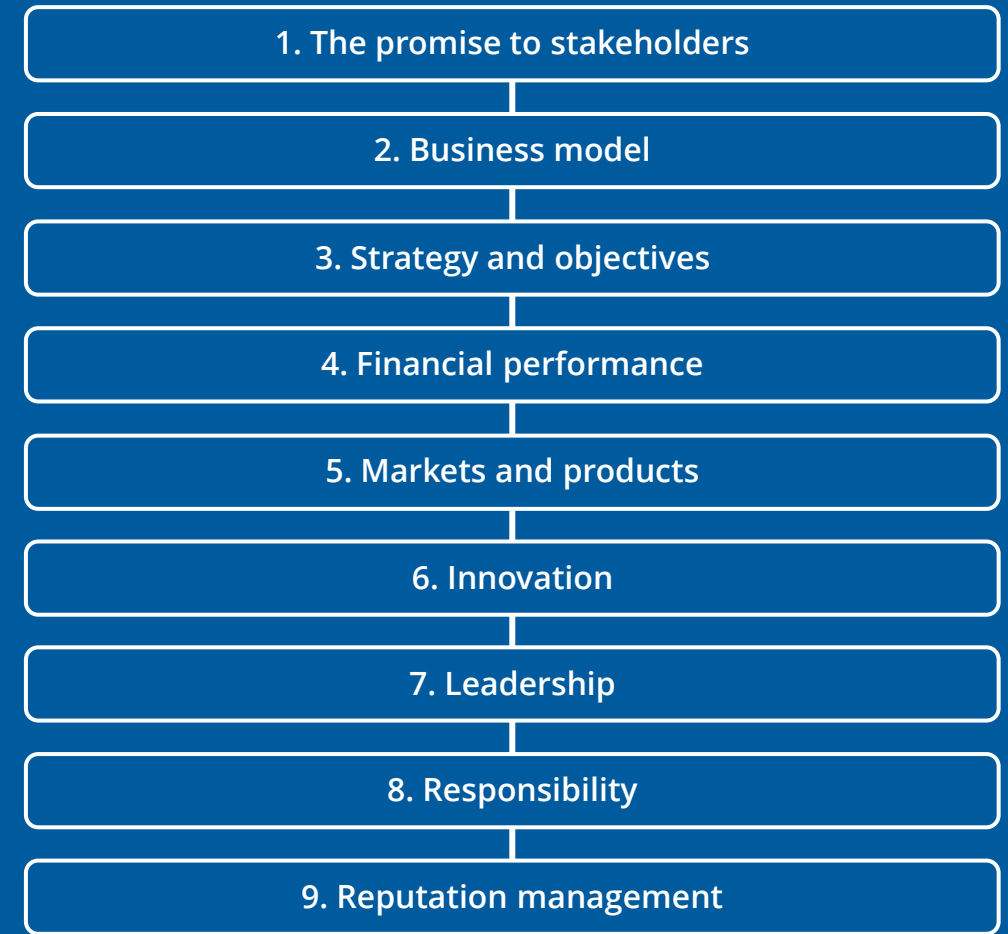 1. The promise to stakeholders
2. Business model
3. Strategy and objectives
4. Financial performance
5. Markets and products
6. Innovation
7. Leadership
8. Responsibility
9. Reputation management